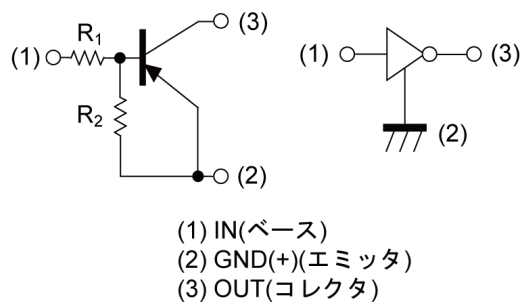 (3)
R1
(1)
R2
(2)
(1)
(3)
(2)
(1) IN(ベース)
(2) GND(+)(エミッタ)
(3) OUT(コレクタ)